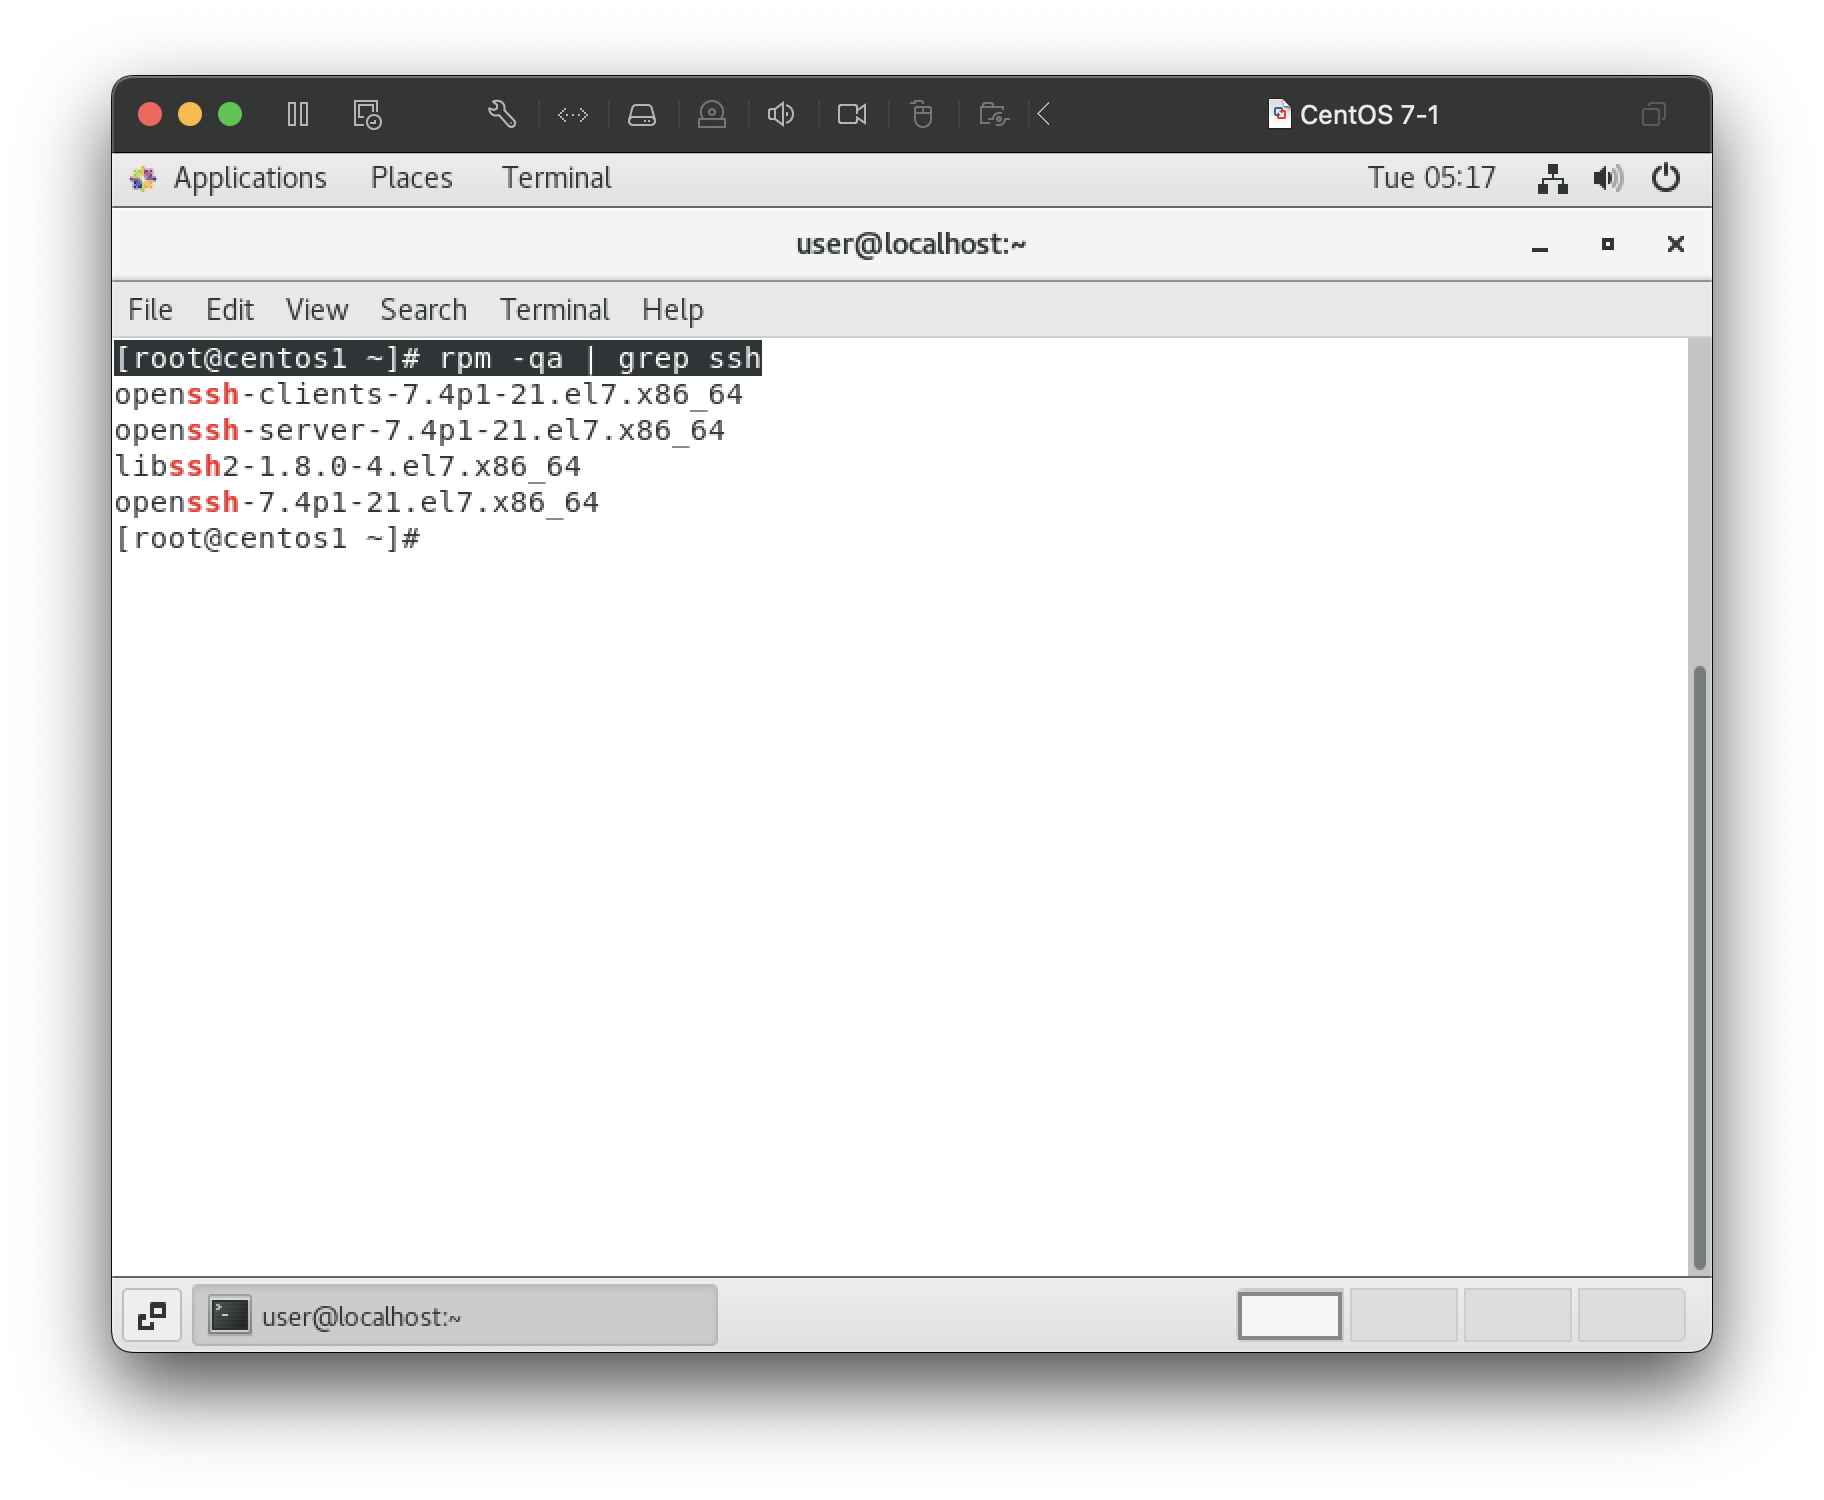 CentOS 7-1
Applications Places Terminal Tue 05:17
user@localhost:~
File Edit View Search Terminal Help
[root@centos1 ~]# rpm -qa | grep ssh
openssh-clients-7.4p1-21.el7.x86_64
openssh-server-7.4p1-21.el7.x86_64
libssh2-1.8.0-4.el7.x86_64
openssh-7.4p1-21.el7.x86_64
[root@centos1 ~]#
user@localhost:~